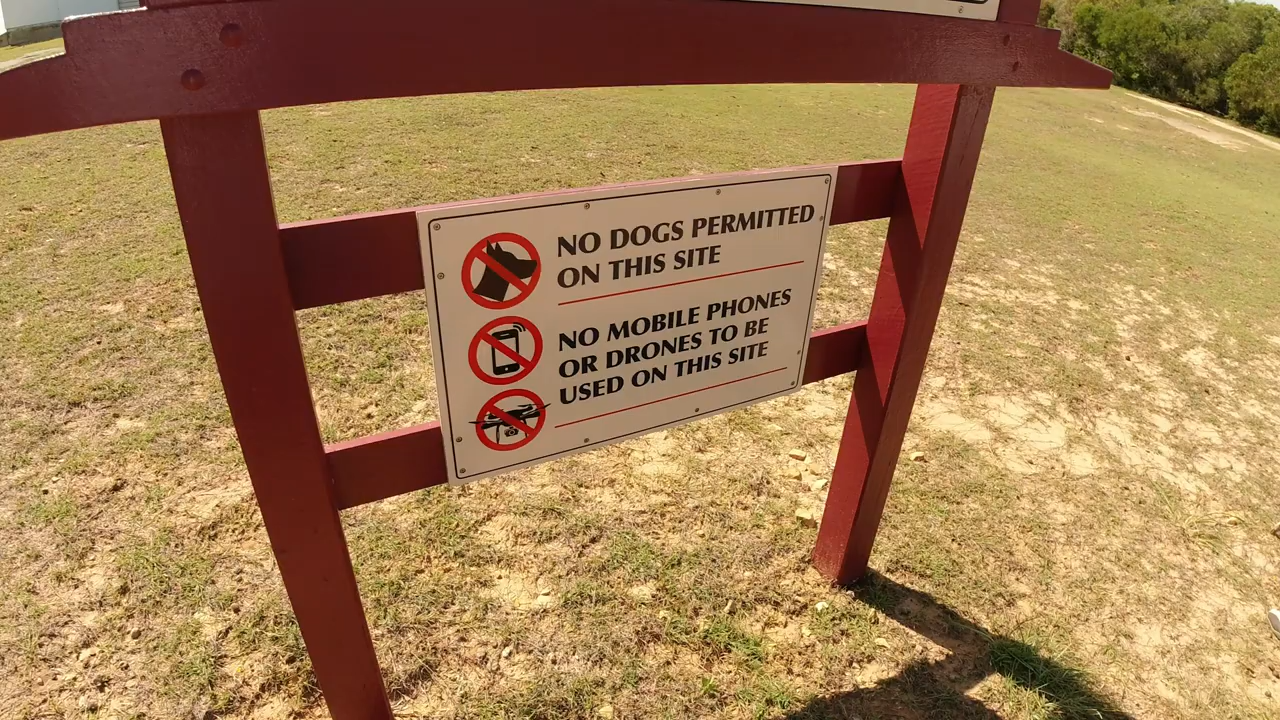 NO DOGS PERMITTED
ON THIS SITE
NO MOBILE PHONES
OR DRONES TO BE
USED ON THIS SITE